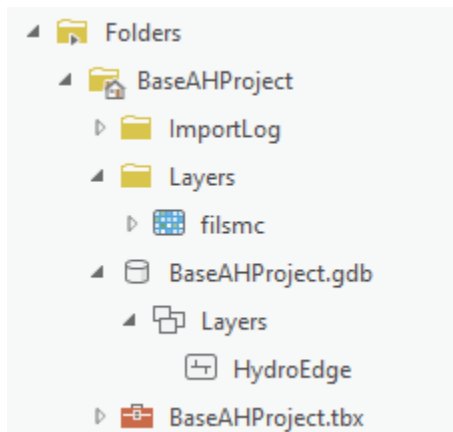 Folders
BaseAHProject
ImportLog
Layers
filsmc
BaseAHProject.gdb
Layers
HydroEdge
BaseAHProject.tbx